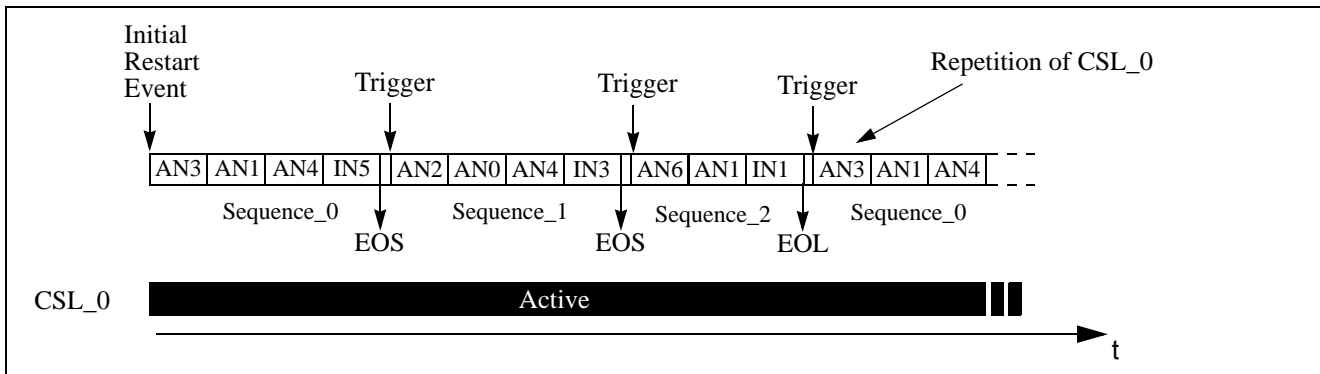 Initial
Restart
Event
Trigger
Trigger
Trigger
Repetition of CSL_0
AN3 AN1 AN4 IN5 AN2 AN0 AN4 IN3 AN6 AN1 IN1 AN3 AN1 AN4
Sequence_0 Sequence_1 Sequence_2 Sequence_0
EOS EOS EOL
CSL_0 Active
t